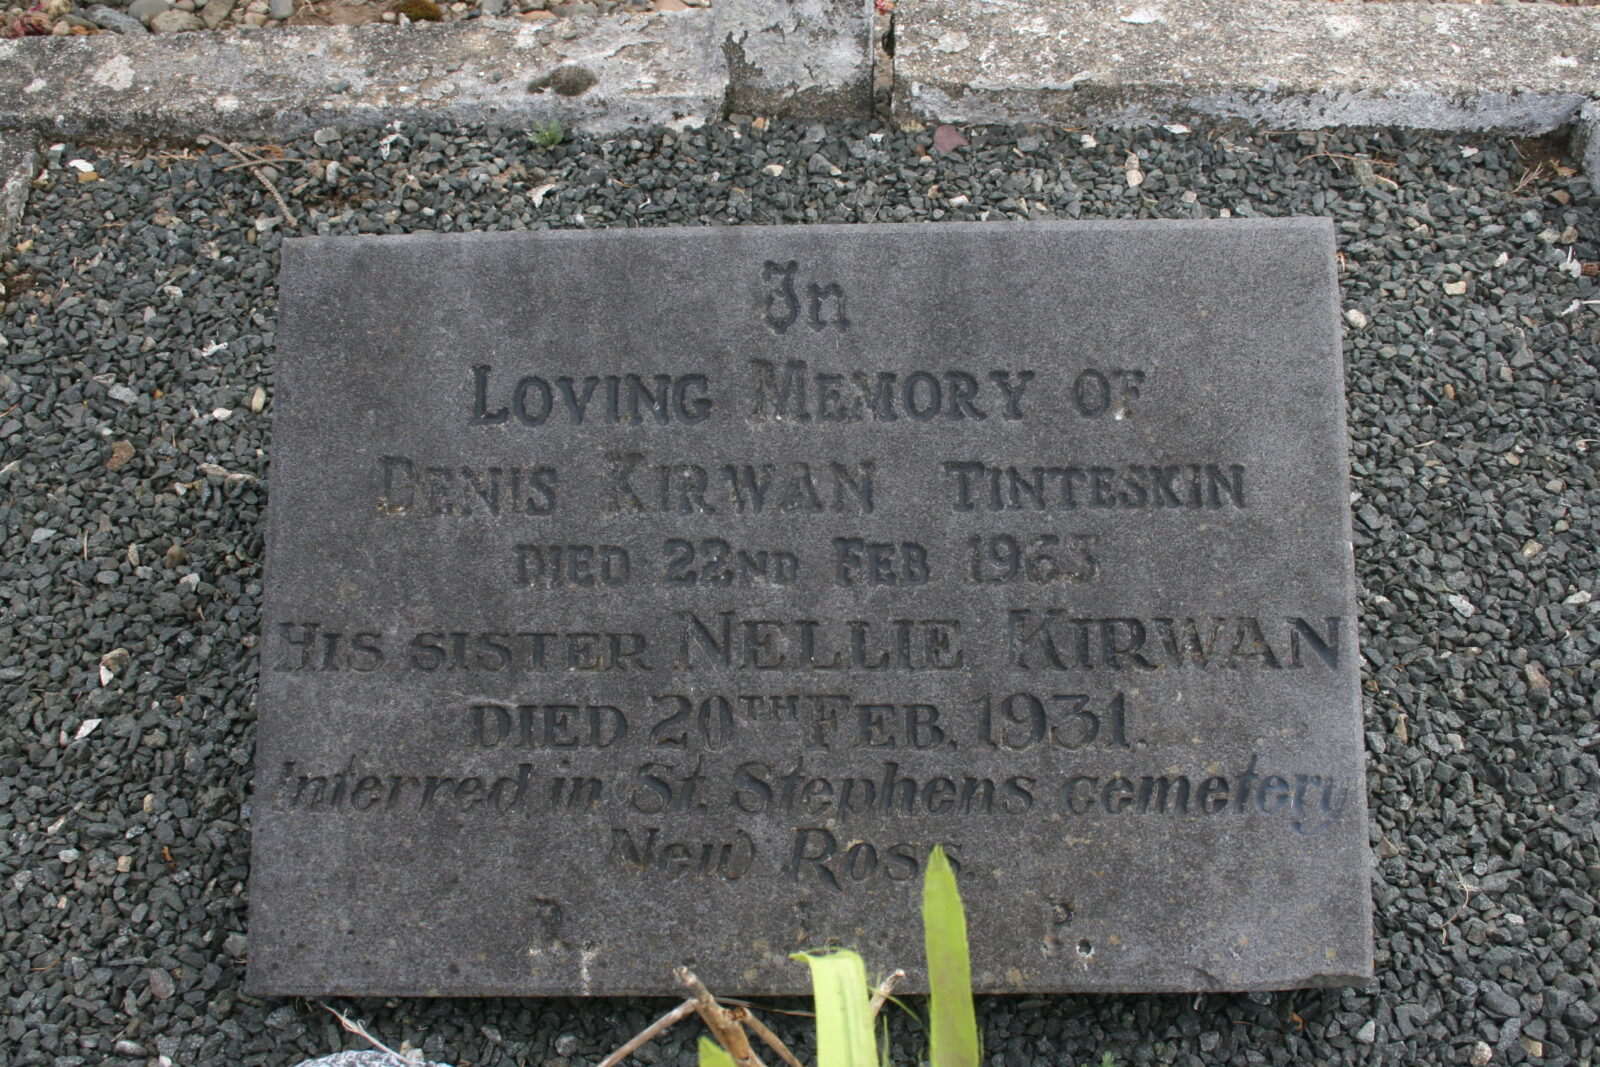 In
LOVING MEMORY OF
DENIS KIRWAN TINTESKIN
DIED 22ND FEB 1963
HIS SISTER NELLIE KIRWAN
DIED 20TH FEB. 1931.
Interred in St. Stephens cemetery
New Ross.
R I P